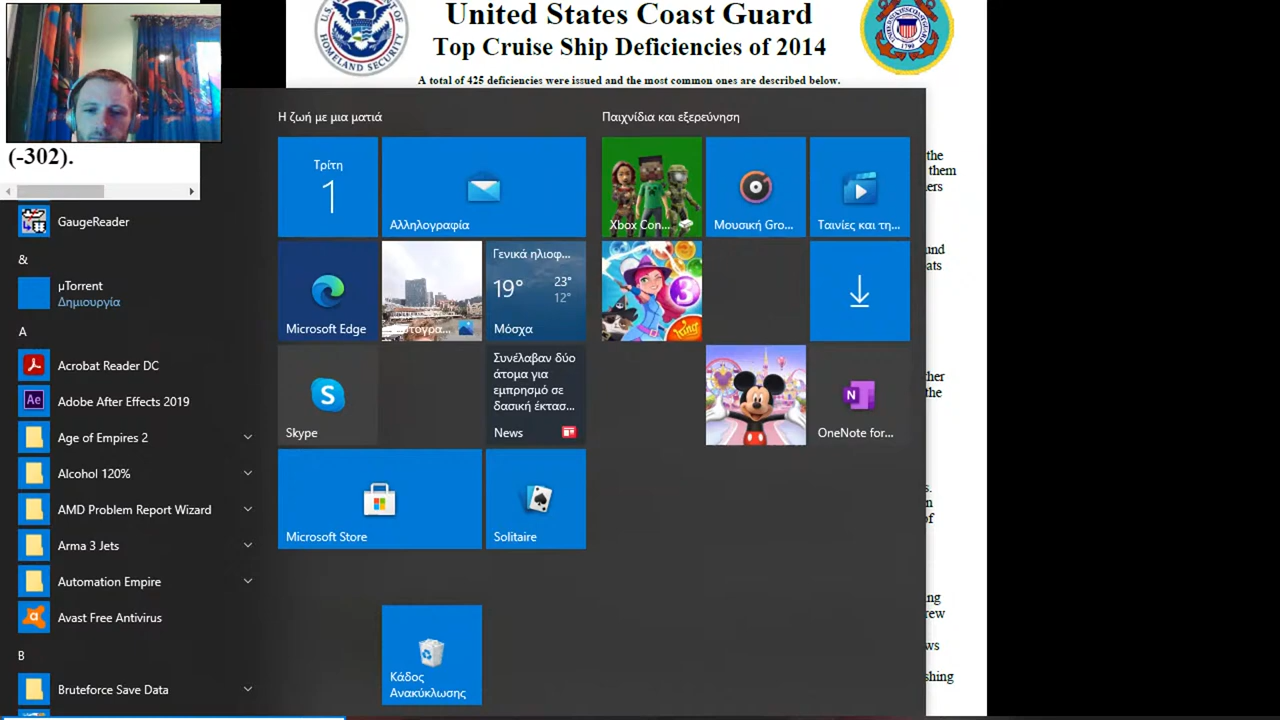 United States Coast Guard
Top Cruise Ship Deficiencies of 2014
A total of 425 deficiencies were issued and the most common ones are described below.
(-302).
GaugeReader
&
μTorrent
Δημιουργία
A
Acrobat Reader DC
Adobe After Effects 2019
Age of Empires 2
Alcohol 120%
AMD Problem Report Wizard
Arma 3 Jets
Automation Empire
Avast Free Antivirus
B
Bruteforce Save Data
Η ζωή με μια ματιά
Τρίτη
1
Αλληλογραφία
Microsoft Edge
Γενικά ηλιοφ...
19°
23°
12°
Μόσχα
Skype
Συνέλαβαν δύο
άτομα για
εμπρησμό σε
δασική έκτασ...
News
Microsoft Store
Solitaire
Κάδος
Ανακύκλωσης
Παιχνίδια και εξερεύνηση
Xbox Con...
Μουσική Gro...
Ταινίες και τη...
3
King
OneNote for...
the
them